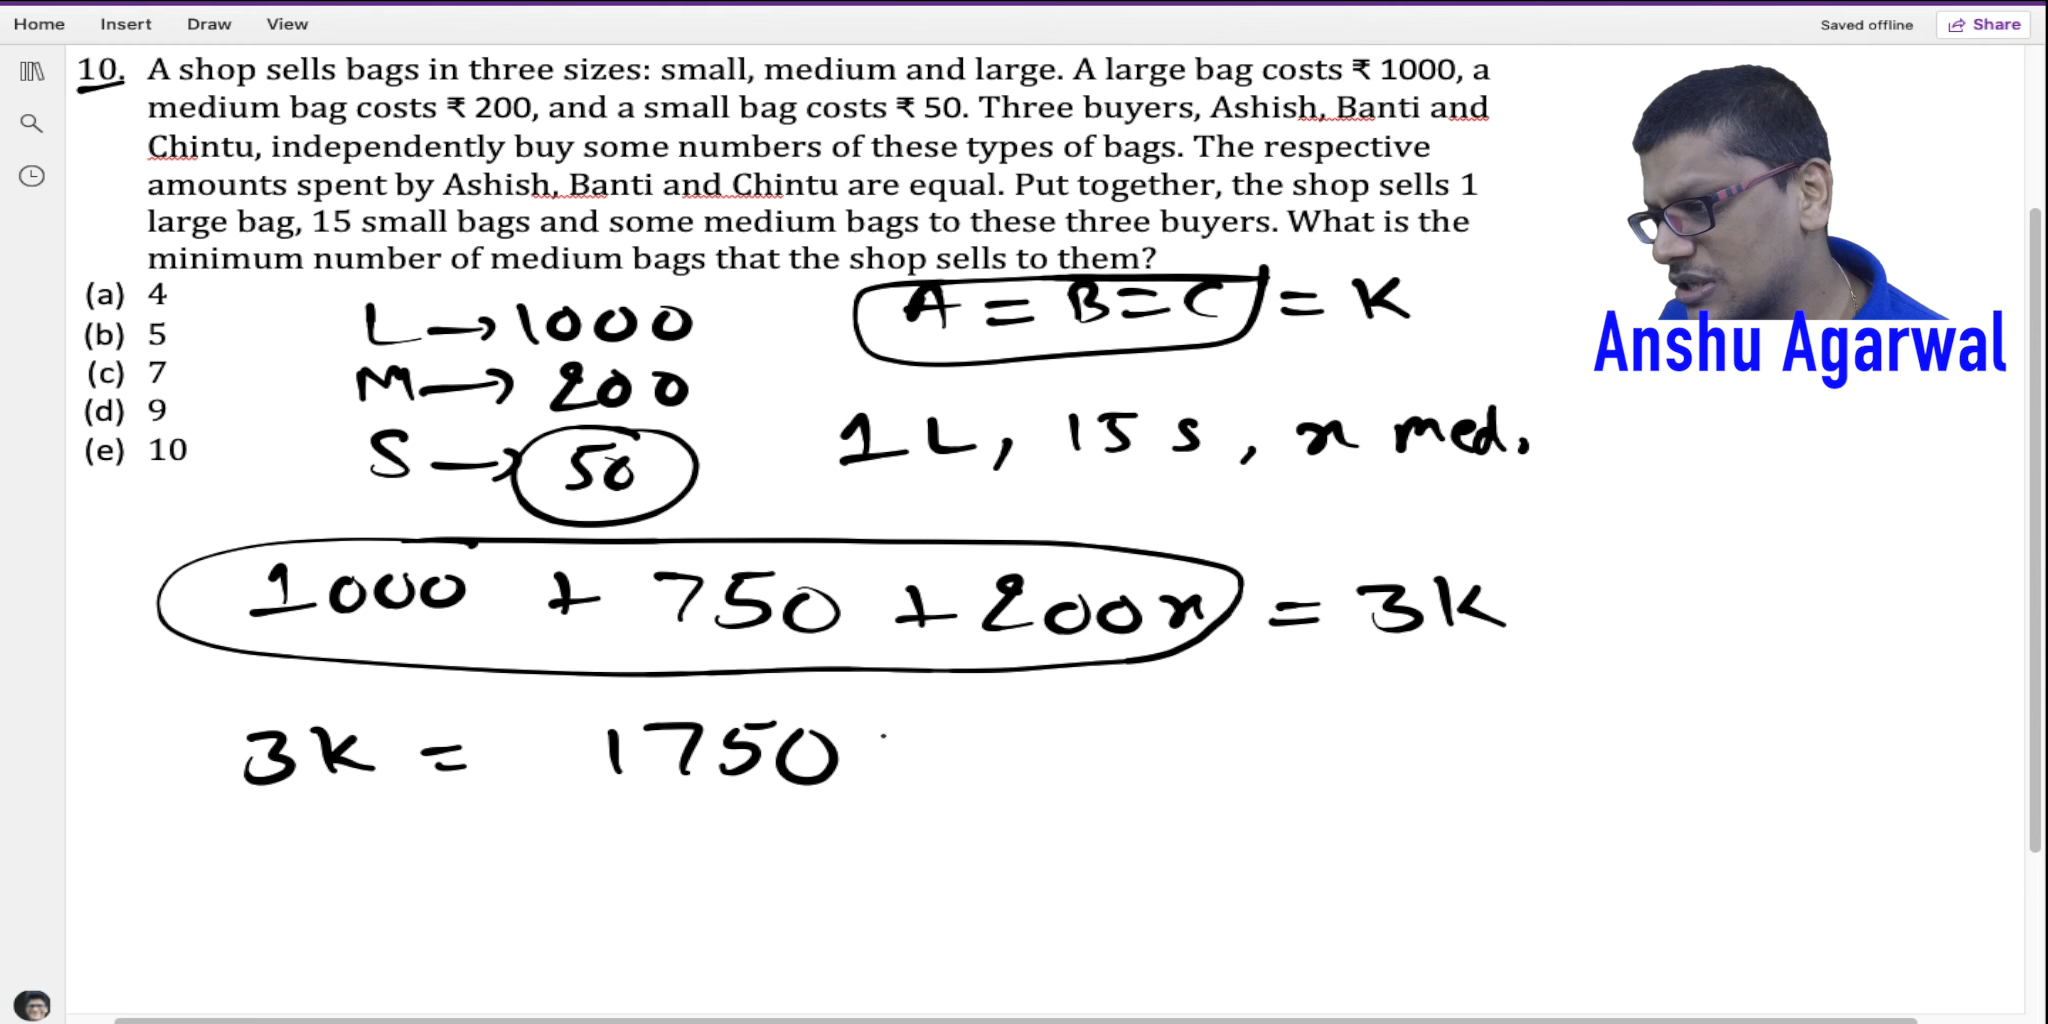 Home Insert Draw View Saved offline Share
10. A shop sells bags in three sizes: small, medium and large. A large bag costs ₹ 1000, a
medium bag costs ₹ 200, and a small bag costs ₹ 50. Three buyers, Ashish, Banti and
Chintu, independently buy some numbers of these types of bags. The respective
amounts spent by Ashish, Banti and Chintu are equal. Put together, the shop sells 1
large bag, 15 small bags and some medium bags to these three buyers. What is the
minimum number of medium bags that the shop sells to them?
(a) 4
(b) 5
(c) 7
(d) 9
(e) 10
L → 1000
M → 200
S → 50
A = B = C = K
1 L, 15 s, x med.
Anshu Agarwal
1000 + 750 + 200x = 3K
3K = 1750